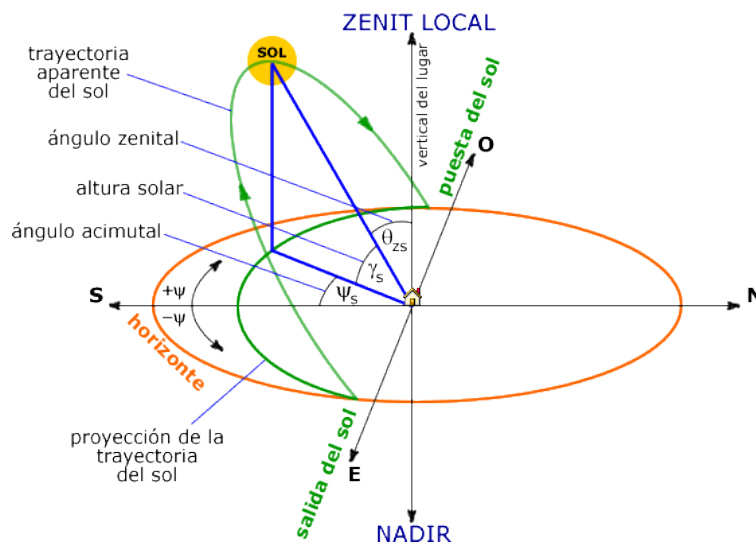 ZENIT LOCAL
trayectoria
aparente
del sol
SOL
vertical del lugar
puesta del sol
O
ángulo zenital
altura solar
ángulo acimutal
θzs
γs
ψs
S
+ψ
−ψ
N
horizonte
proyección de la
trayectoria
del sol
salida del sol
E
NADIR